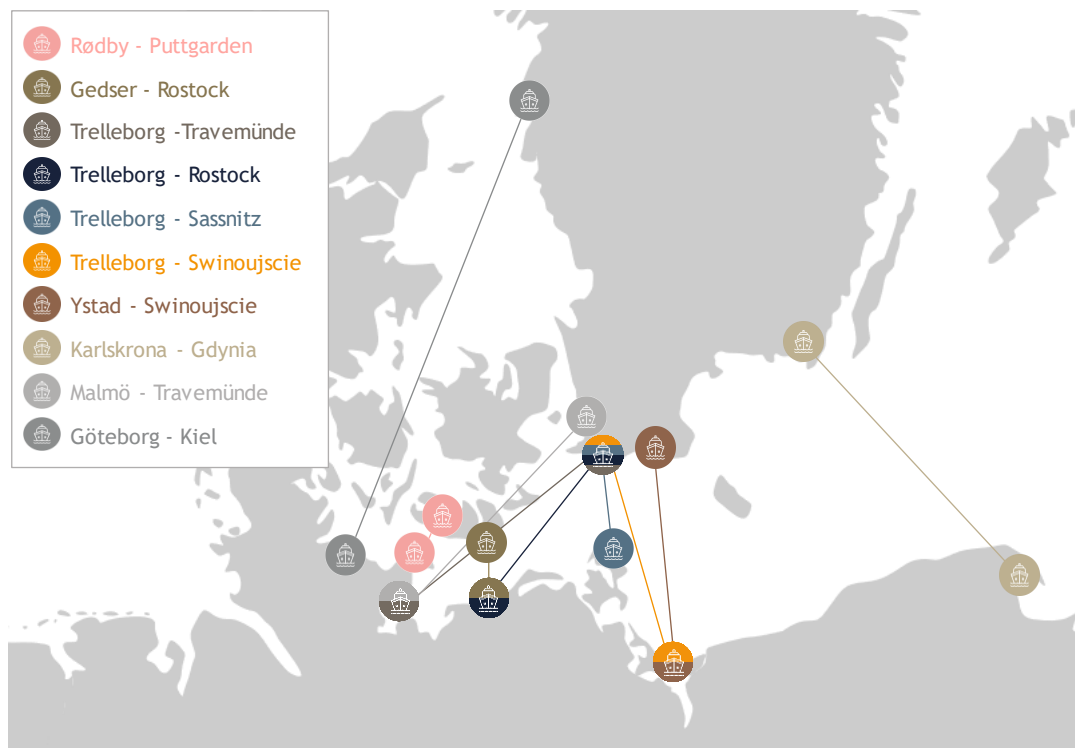 Rødby - Puttgarden
Gedser - Rostock
Trelleborg -Travemünde
Trelleborg - Rostock
Trelleborg - Sassnitz
Trelleborg - Swinoujscie
Ystad - Swinoujscie
Karlskrona - Gdynia
Malmö - Travemünde
Göteborg - Kiel